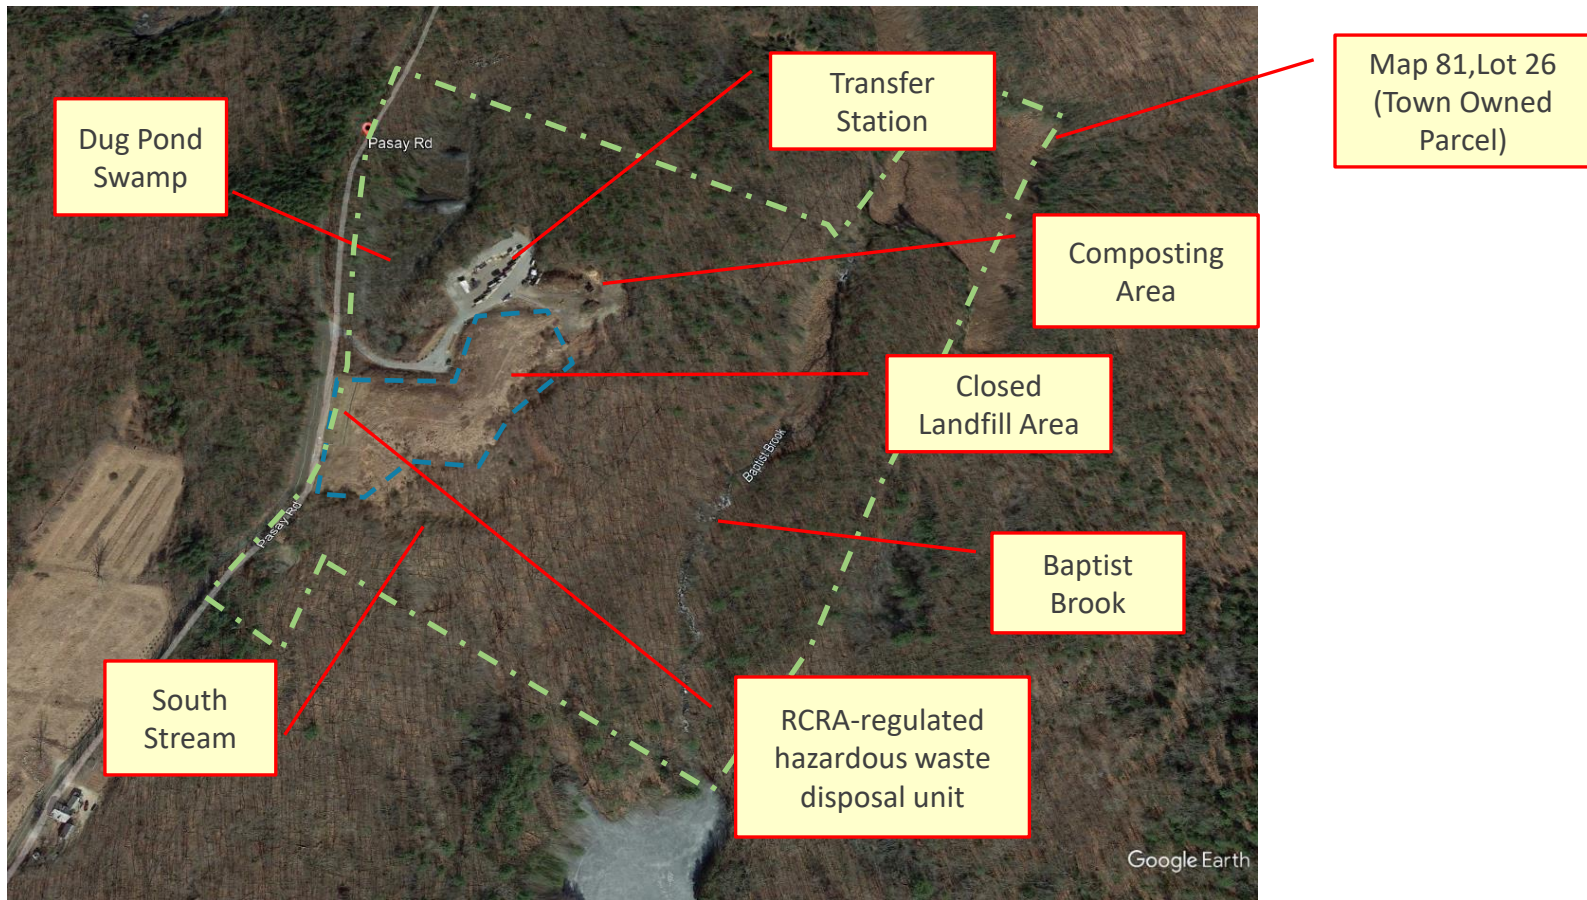 Transfer
Station
Map 81,Lot 26
(Town Owned
Parcel)
Dug Pond
Swamp
Pasay Rd
Composting
Area
Closed
Landfill Area
Baptist Brook
Pasay Rd
Baptist
Brook
South
Stream
RCRA-regulated
hazardous waste
disposal unit
Google Earth